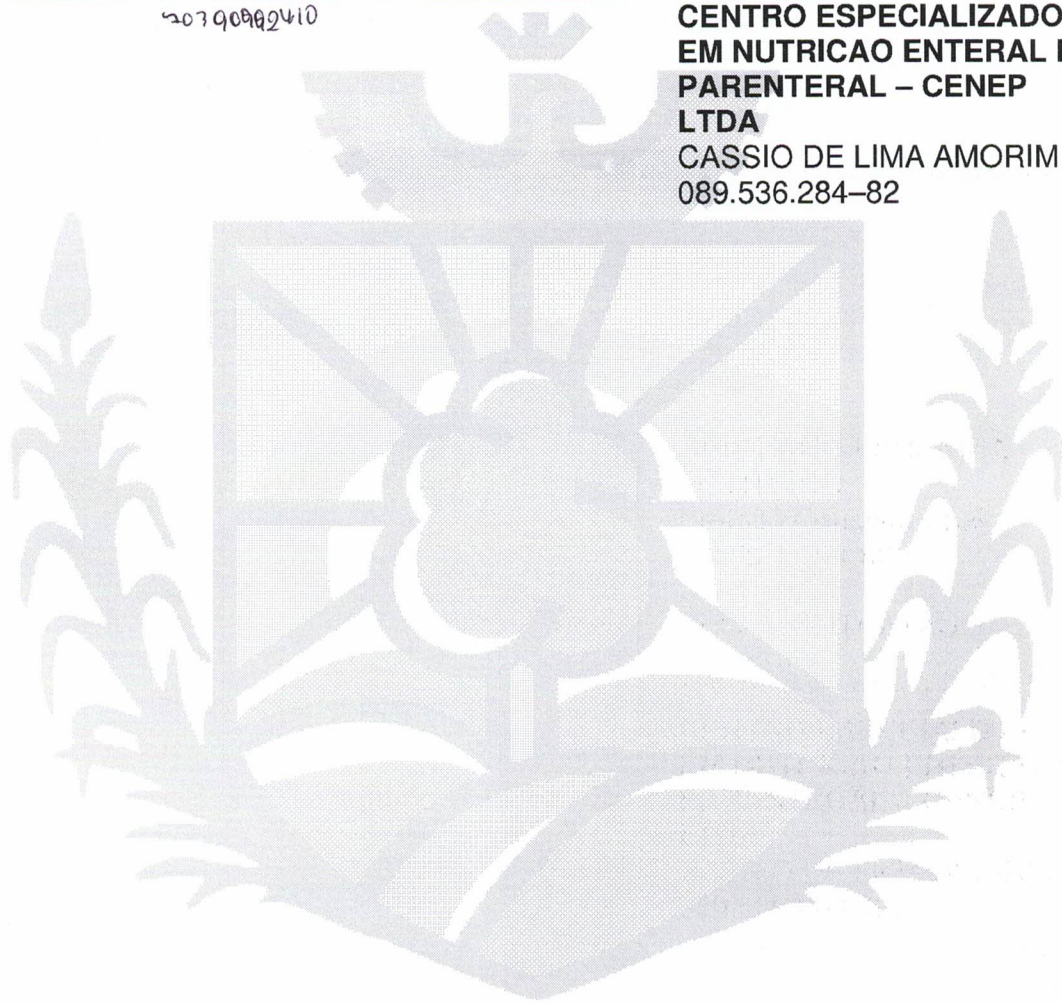 20790992410
CENTRO ESPECIALIZADO
EM NUTRICAO ENTERAL
PARENTERAL – CENEP
LTDA
CASSIO DE LIMA AMORIM
089.536.284–82